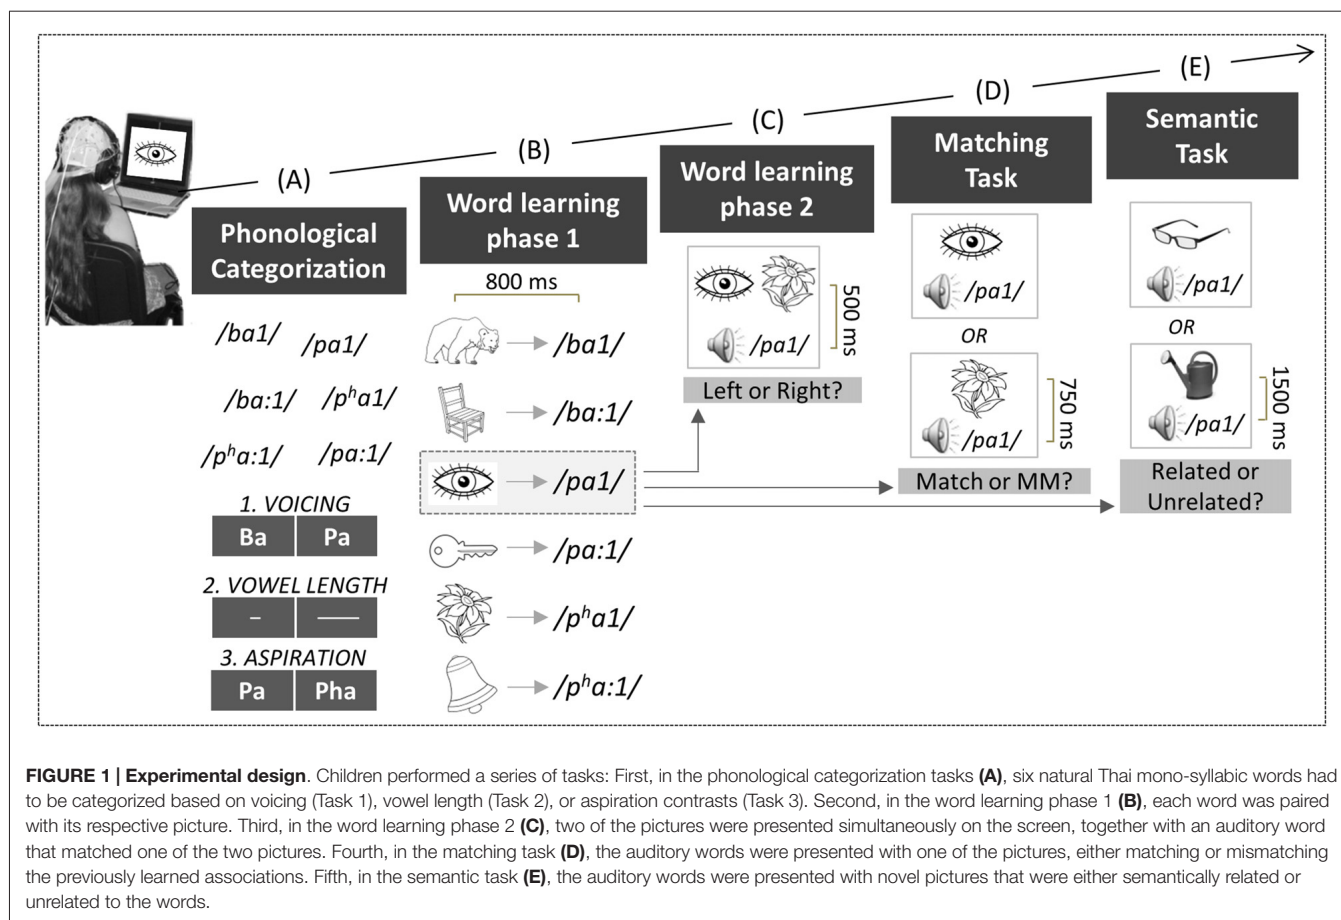 (A)
(B)
(C)
(D)
(E)
Phonological
Categorization
/ba1/ /pa1/
/ba:1/ /pʰa1/
/pʰa:1/ /pa:1/
1. VOICING
Ba Pa
2. VOWEL LENGTH
– —
3. ASPIRATION
Pa Pha
Word learning
phase 1
800 ms
/ba1/
/ba:1/
/pa1/
/pa:1/
/pʰa1/
/pʰa:1/
Word learning
phase 2
/pa1/
500 ms
Left or Right?
Matching
Task
/pa1/
OR
/pa1/
750 ms
Match or MM?
Semantic
Task
/pa1/
OR
/pa1/
1500 ms
Related or
Unrelated?
FIGURE 1 | Experimental design. Children performed a series of tasks: First, in the phonological categorization tasks (A), six natural Thai mono-syllabic words had
to be categorized based on voicing (Task 1), vowel length (Task 2), or aspiration contrasts (Task 3). Second, in the word learning phase 1 (B), each word was paired
with its respective picture. Third, in the word learning phase 2 (C), two of the pictures were presented simultaneously on the screen, together with an auditory word
that matched one of the two pictures. Fourth, in the matching task (D), the auditory words were presented with one of the pictures, either matching or mismatching
the previously learned associations. Fifth, in the semantic task (E), the auditory words were presented with novel pictures that were either semantically related or
unrelated to the words.